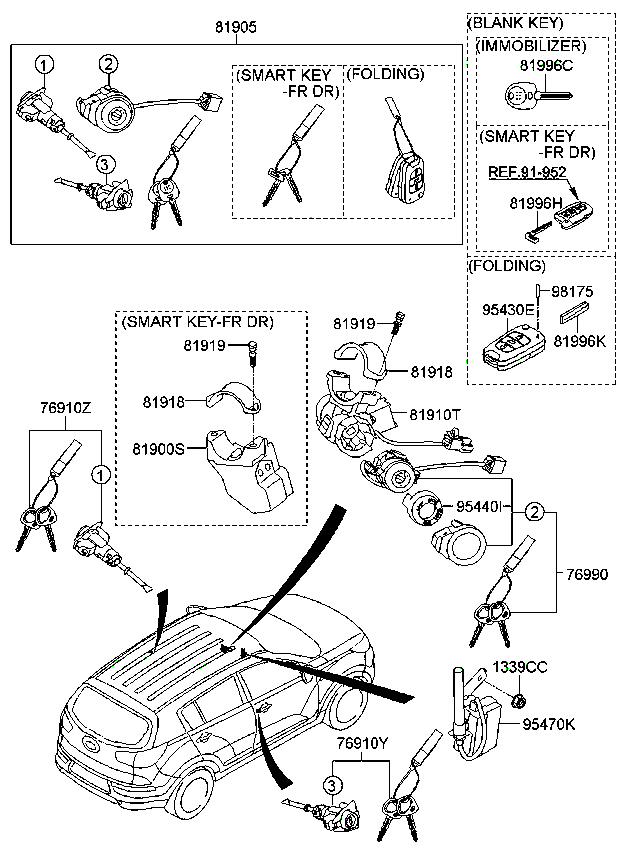 81905
(BLANK KEY)
(IMMOBILIZER)
81996C
1
2
3
(SMART KEY
-FR DR)
(FOLDING)
(SMART KEY
-FR DR)
REF.91-952
81996H
(FOLDING)
98175
95430E
81996K
(SMART KEY-FR DR)
81919
81918
81900S
81919
81918
81910T
76910Z
1
95440I
2
76990
1339CC
95470K
76910Y
3